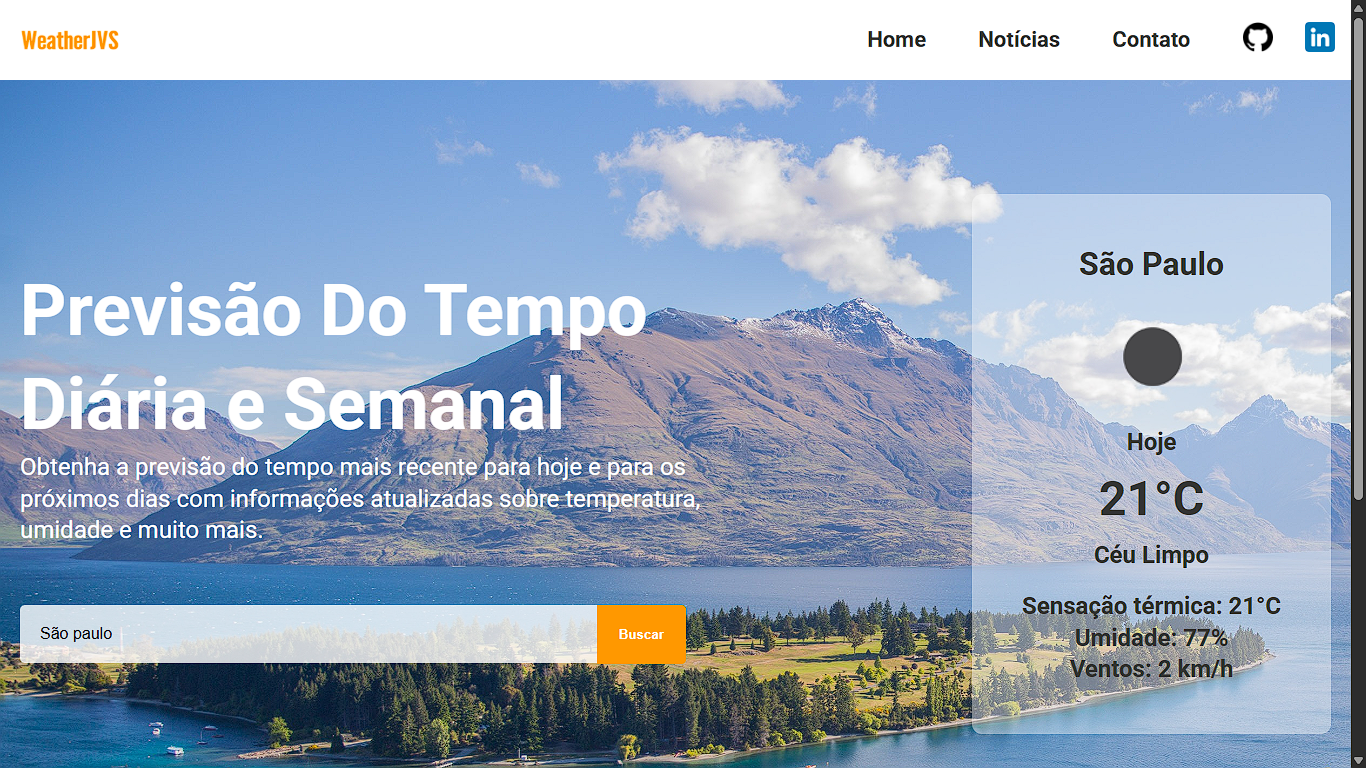 WeatherJVS
Home
Notícias
Contato
in
Previsão Do Tempo
Diária e Semanal
Obtenha a previsão do tempo mais recente para hoje e para os
próximos dias com informações atualizadas sobre temperatura,
umidade e muito mais.
São paulo
Buscar
São Paulo
Hoje
21°C
Céu Limpo
Sensação térmica: 21°C
Umidade: 77%
Ventos: 2 km/h